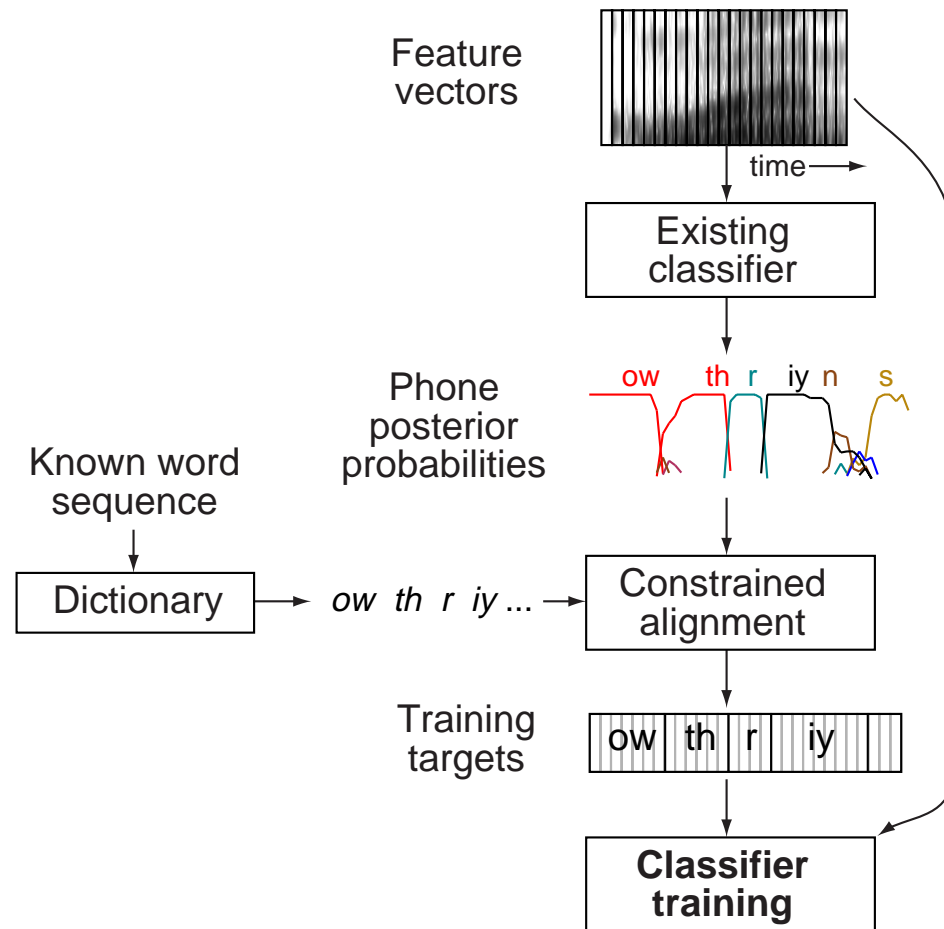 Feature
vectors
time
Existing
classifier
ow th r iy n s
Phone
posterior
probabilities
Known word
sequence
Dictionary
ow th r iy ...
Constrained
alignment
Training
targets
ow th r iy
Classifier
training